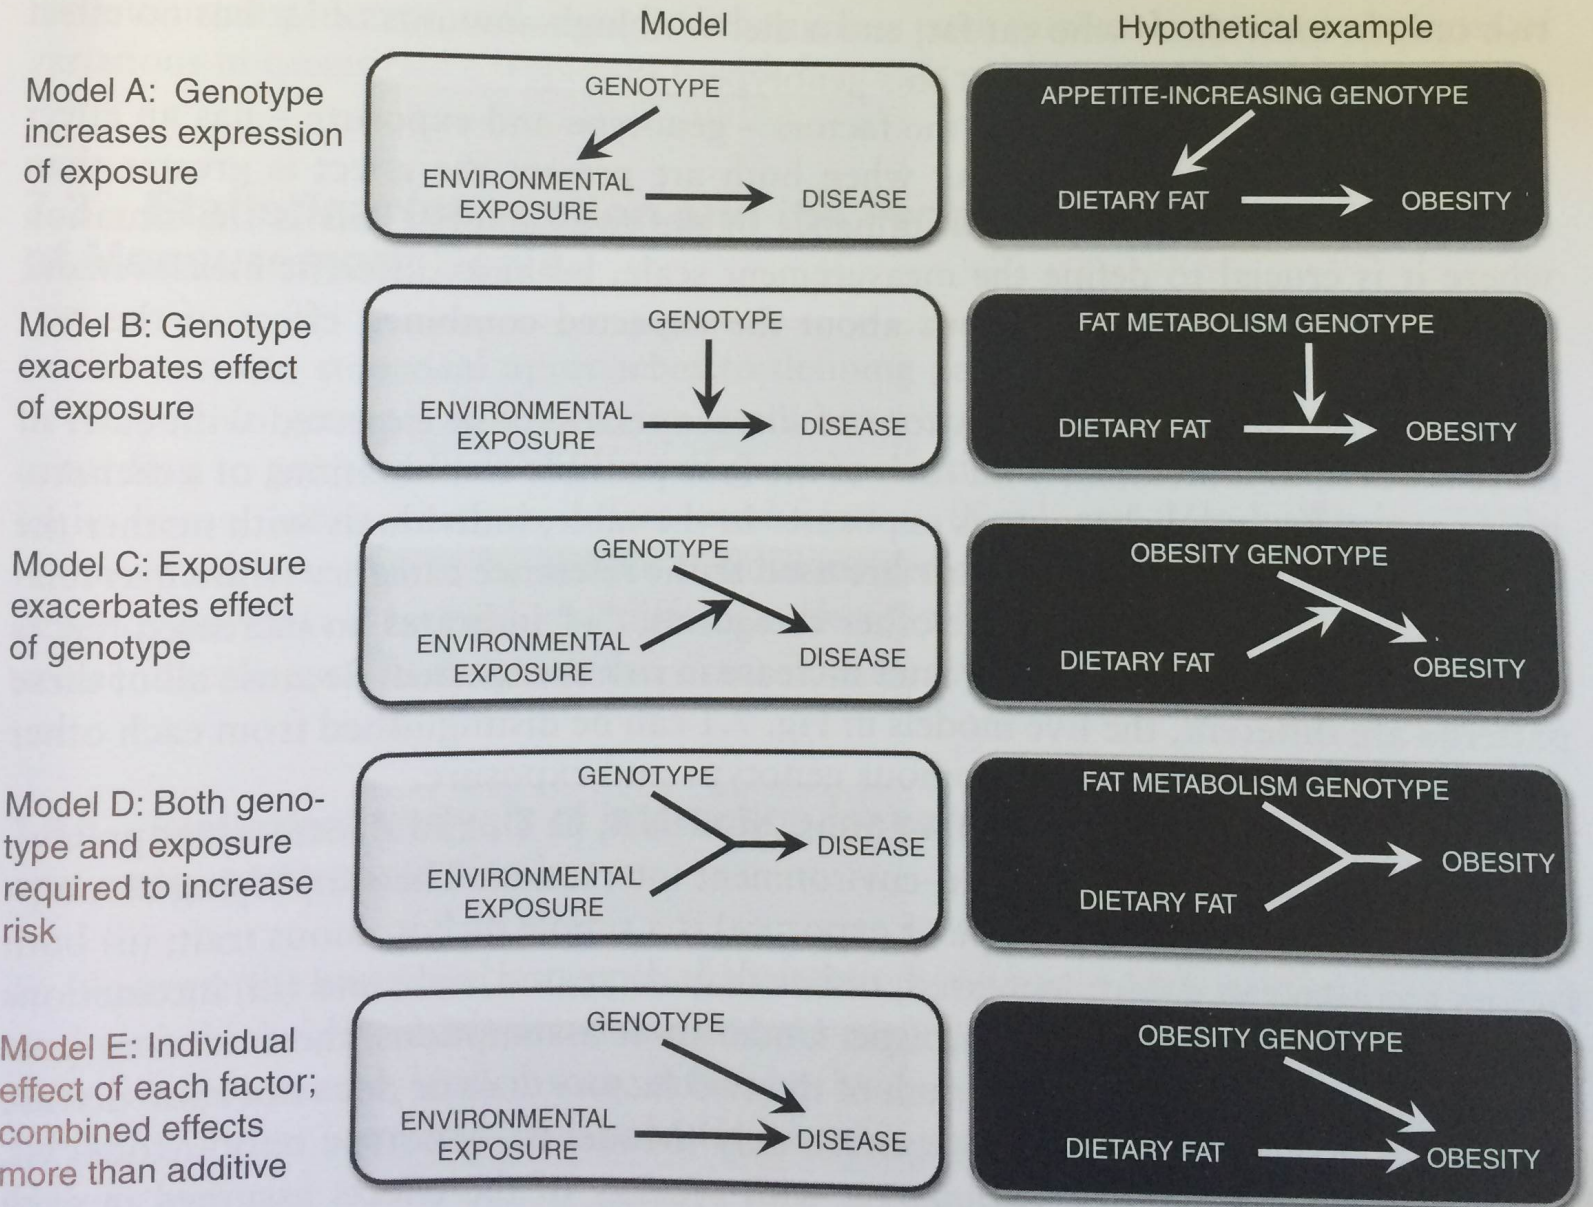 Model
Hypothetical example
Model A: Genotype
increases expression
of exposure
GENOTYPE
ENVIRONMENTAL
EXPOSURE
DISEASE
APPETITE-INCREASING GENOTYPE
DIETARY FAT
OBESITY
Model B: Genotype
exacerbates effect
of exposure
GENOTYPE
ENVIRONMENTAL
EXPOSURE
DISEASE
FAT METABOLISM GENOTYPE
DIETARY FAT
OBESITY
Model C: Exposure
exacerbates effect
of genotype
GENOTYPE
ENVIRONMENTAL
EXPOSURE
DISEASE
OBESITY GENOTYPE
DIETARY FAT
OBESITY
Model D: Both geno-
type and exposure
required to increase
risk
GENOTYPE
ENVIRONMENTAL
EXPOSURE
DISEASE
FAT METABOLISM GENOTYPE
DIETARY FAT
OBESITY
Model E: Individual
effect of each factor;
combined effects
more than additive
GENOTYPE
ENVIRONMENTAL
EXPOSURE
DISEASE
OBESITY GENOTYPE
DIETARY FAT
OBESITY